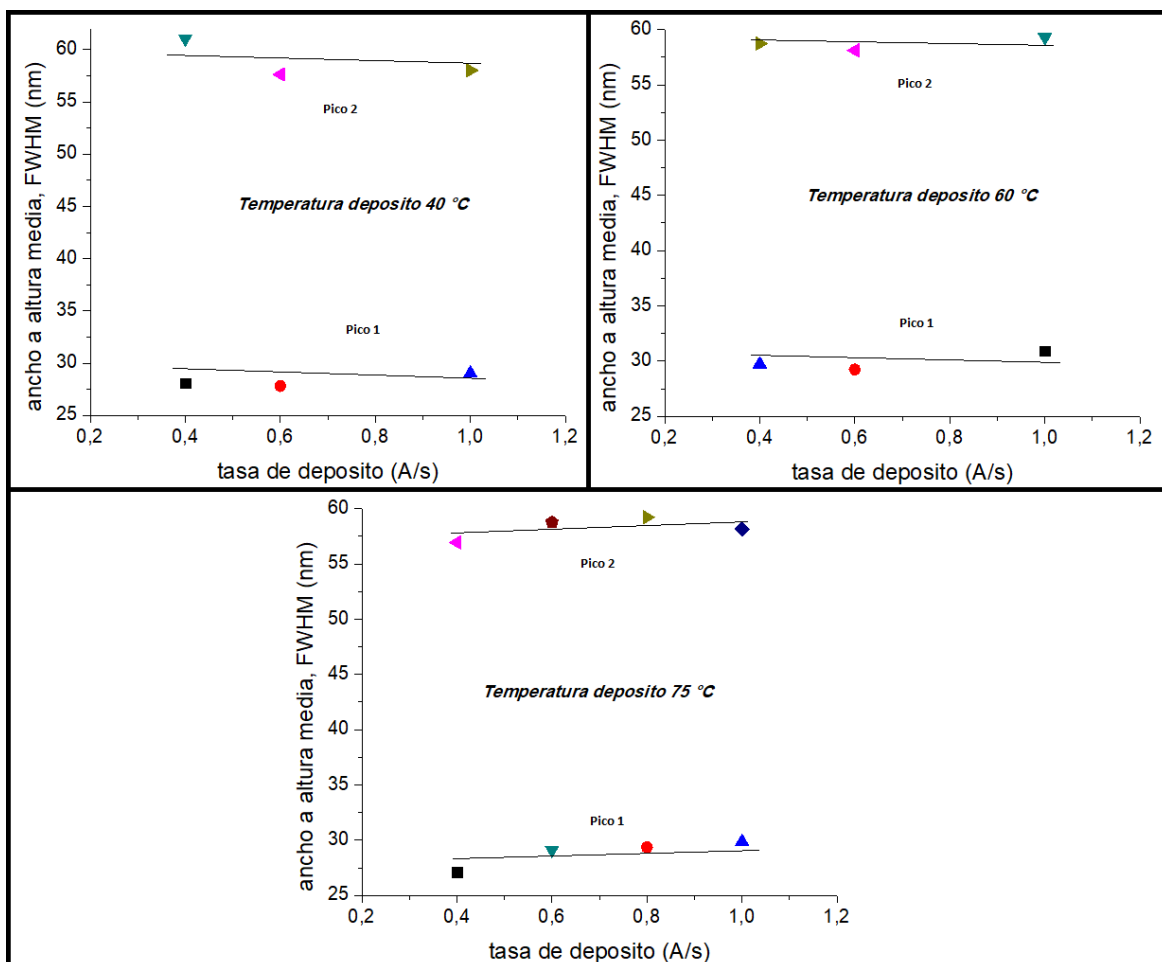 ancho a altura media, FWHM (nm)
60
55
50
45
40
35
30
25
Pico 2
Temperatura deposito 40 °C
Pico 1
0,2 0,4 0,6 0,8 1,0 1,2
tasa de deposito (A/s)
ancho a altura media, FWHM (nm)
60
55
50
45
40
35
30
25
Pico 2
Temperatura deposito 60 °C
Pico 1
0,2 0,4 0,6 0,8 1,0 1,2
tasa de deposito (A/s)
ancho a altura media, FWHM (nm)
60
55
50
45
40
35
30
25
Pico 2
Temperatura deposito 75 °C
Pico 1
0,2 0,4 0,6 0,8 1,0 1,2
tasa de deposito (A/s)